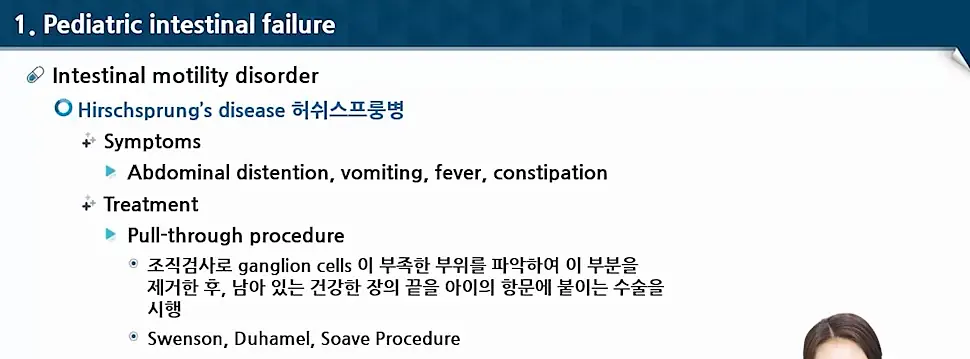 1. Pediatric intestinal failure
Intestinal motility disorder
Hirschsprung's disease 허쉬스프룽병
Symptoms
Abdominal distention, vomiting, fever, constipation
Treatment
Pull-through procedure
조직검사로 ganglion cells 이 부족한 부위를 파악하여 이 부분을
제거한 후, 남아 있는 건강한 장의 끝을 아이의 항문에 붙이는 수술을
시행
Swenson, Duhamel, Soave Procedure